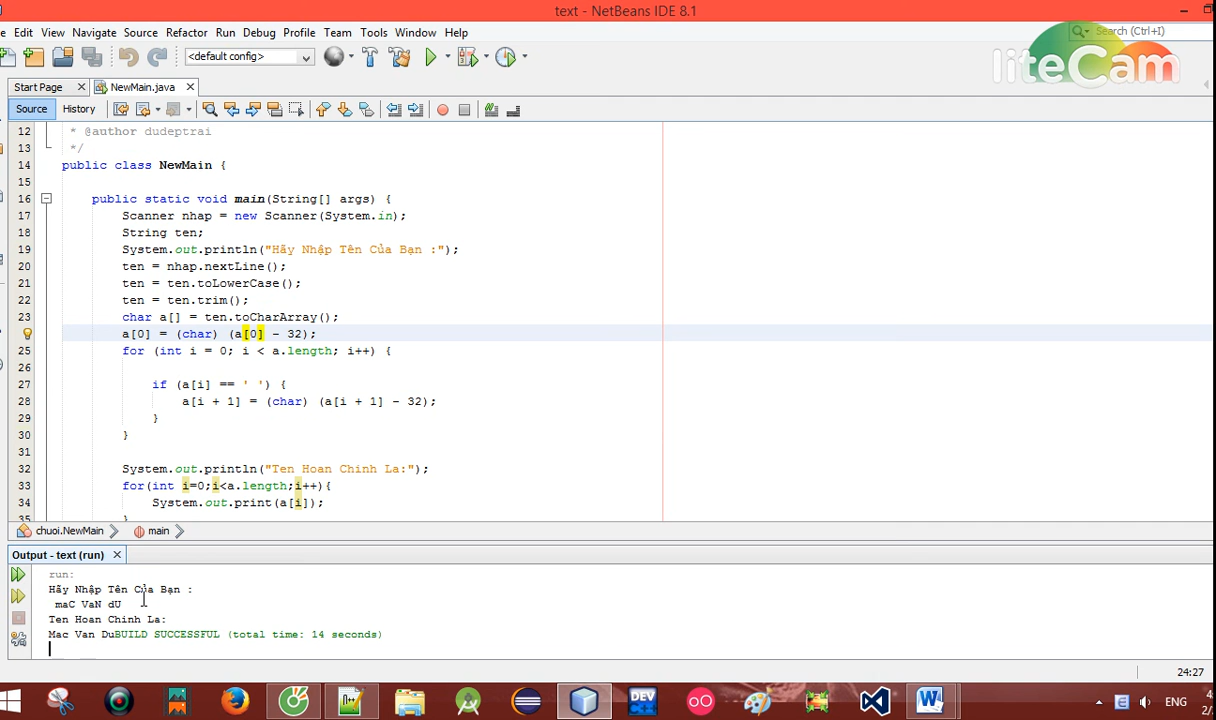 text - NetBeans IDE 8.1
Edit View Navigate Source Refactor Run Debug Profile Team Tools Window Help
Search (Ctrl+I)
<default config>
liteCam
Start Page NewMain.java
Source History
12 * @author dudeptrai
13 */
14 public class NewMain {
15
16 public static void main(String[] args) {
17 Scanner nhap = new Scanner(System.in);
18 String ten;
19 System.out.println("Hãy Nhập Tên Của Bạn :");
20 ten = nhap.nextLine();
21 ten = ten.toLowerCase();
22 ten = ten.trim();
23 char a[] = ten.toCharArray();
a[0] = (char) (a[0] - 32);
25 for (int i = 0; i < a.length; i++) {
26
27 if (a[i] == ' ') {
28 a[i + 1] = (char) (a[i + 1] - 32);
29 }
30 }
31
32 System.out.println("Ten Hoan Chinh La:");
33 for(int i=0;i<a.length;i++){
34 System.out.print(a[i]);
35 }
chuoi.NewMain main
Output - text (run)
run:
Hãy Nhập Tên Của Bạn :
maC VaN dU
Ten Hoan Chinh La:
Mac Van DuBUILD SUCCESSFUL (total time: 14 seconds)
24:27
DEV C++
ENG